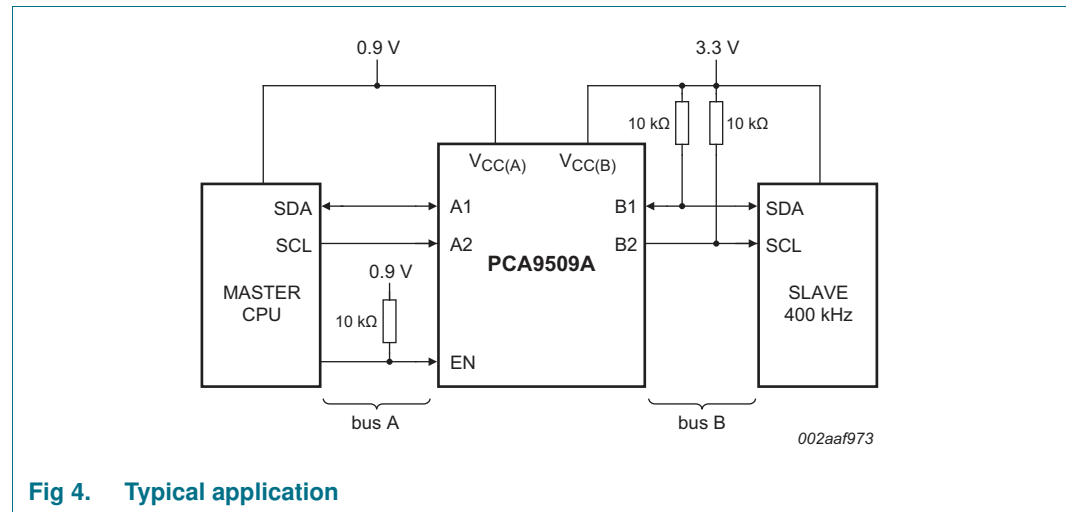 0.9 V
3.3 V
10 kΩ
10 kΩ
VCC(A)
VCC(B)
SDA
A1
B1
SDA
SCL
A2
B2
SCL
PCA9509A
0.9 V
MASTER
CPU
SLAVE
400 kHz
10 kΩ
EN
bus A
bus B
002aaf973
Fig 4. Typical application